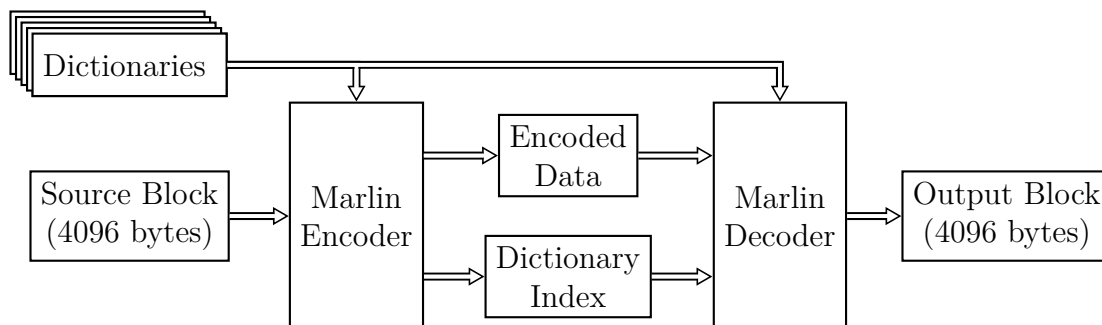 Dictionaries
Source Block
(4096 bytes)
Marlin
Encoder
Encoded
Data
Dictionary
Index
Marlin
Decoder
Output Block
(4096 bytes)